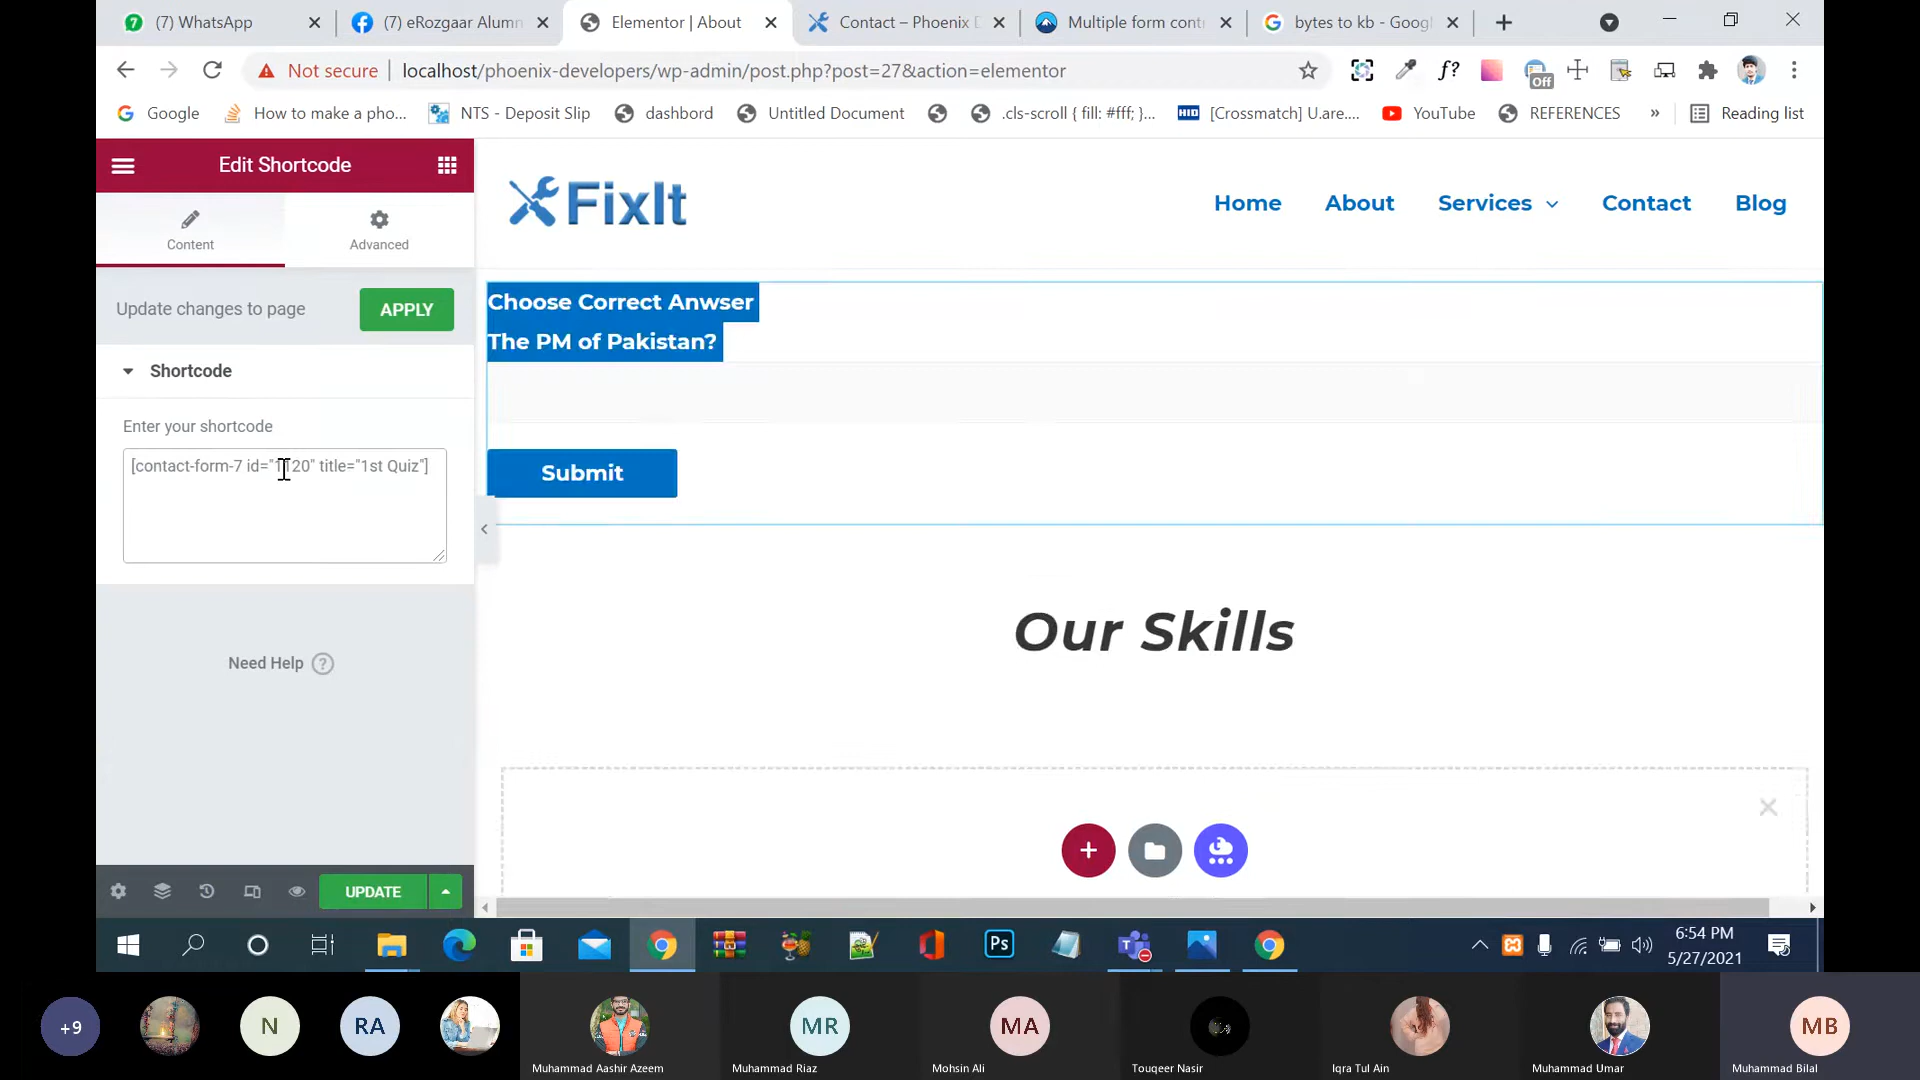 (7) WhatsApp
(7) eRozgaar Alumn
Elementor | About
Contact – Phoenix D
Multiple form cont
bytes to kb - Goog
Not secure
localhost/phoenix-developers/wp-admin/post.php?post=27&action=elementor
f?
Off
Google
How to make a pho...
NTS - Deposit Slip
dashbord
Untitled Document
.cls-scroll { fill: #fff; }...
HID
[Crossmatch] U.are....
YouTube
REFERENCES
»
Reading list
Edit Shortcode
Content
Advanced
Update changes to page
APPLY
Shortcode
Enter your shortcode
[contact-form-7 id="1120" title="1st Quiz"]
Need Help ?
UPDATE
FixIt
Home
About
Services
Contact
Blog
Choose Correct Anwser
The PM of Pakistan?
Submit
Our Skills
Ps
6:54 PM
5/27/2021
+9
N
RA
Muhammad Aashir Azeem
MR
Muhammad Riaz
MA
Mohsin Ali
Touqeer Nasir
Iqra Tul Ain
Muhammad Umar
MB
Muhammad Bilal